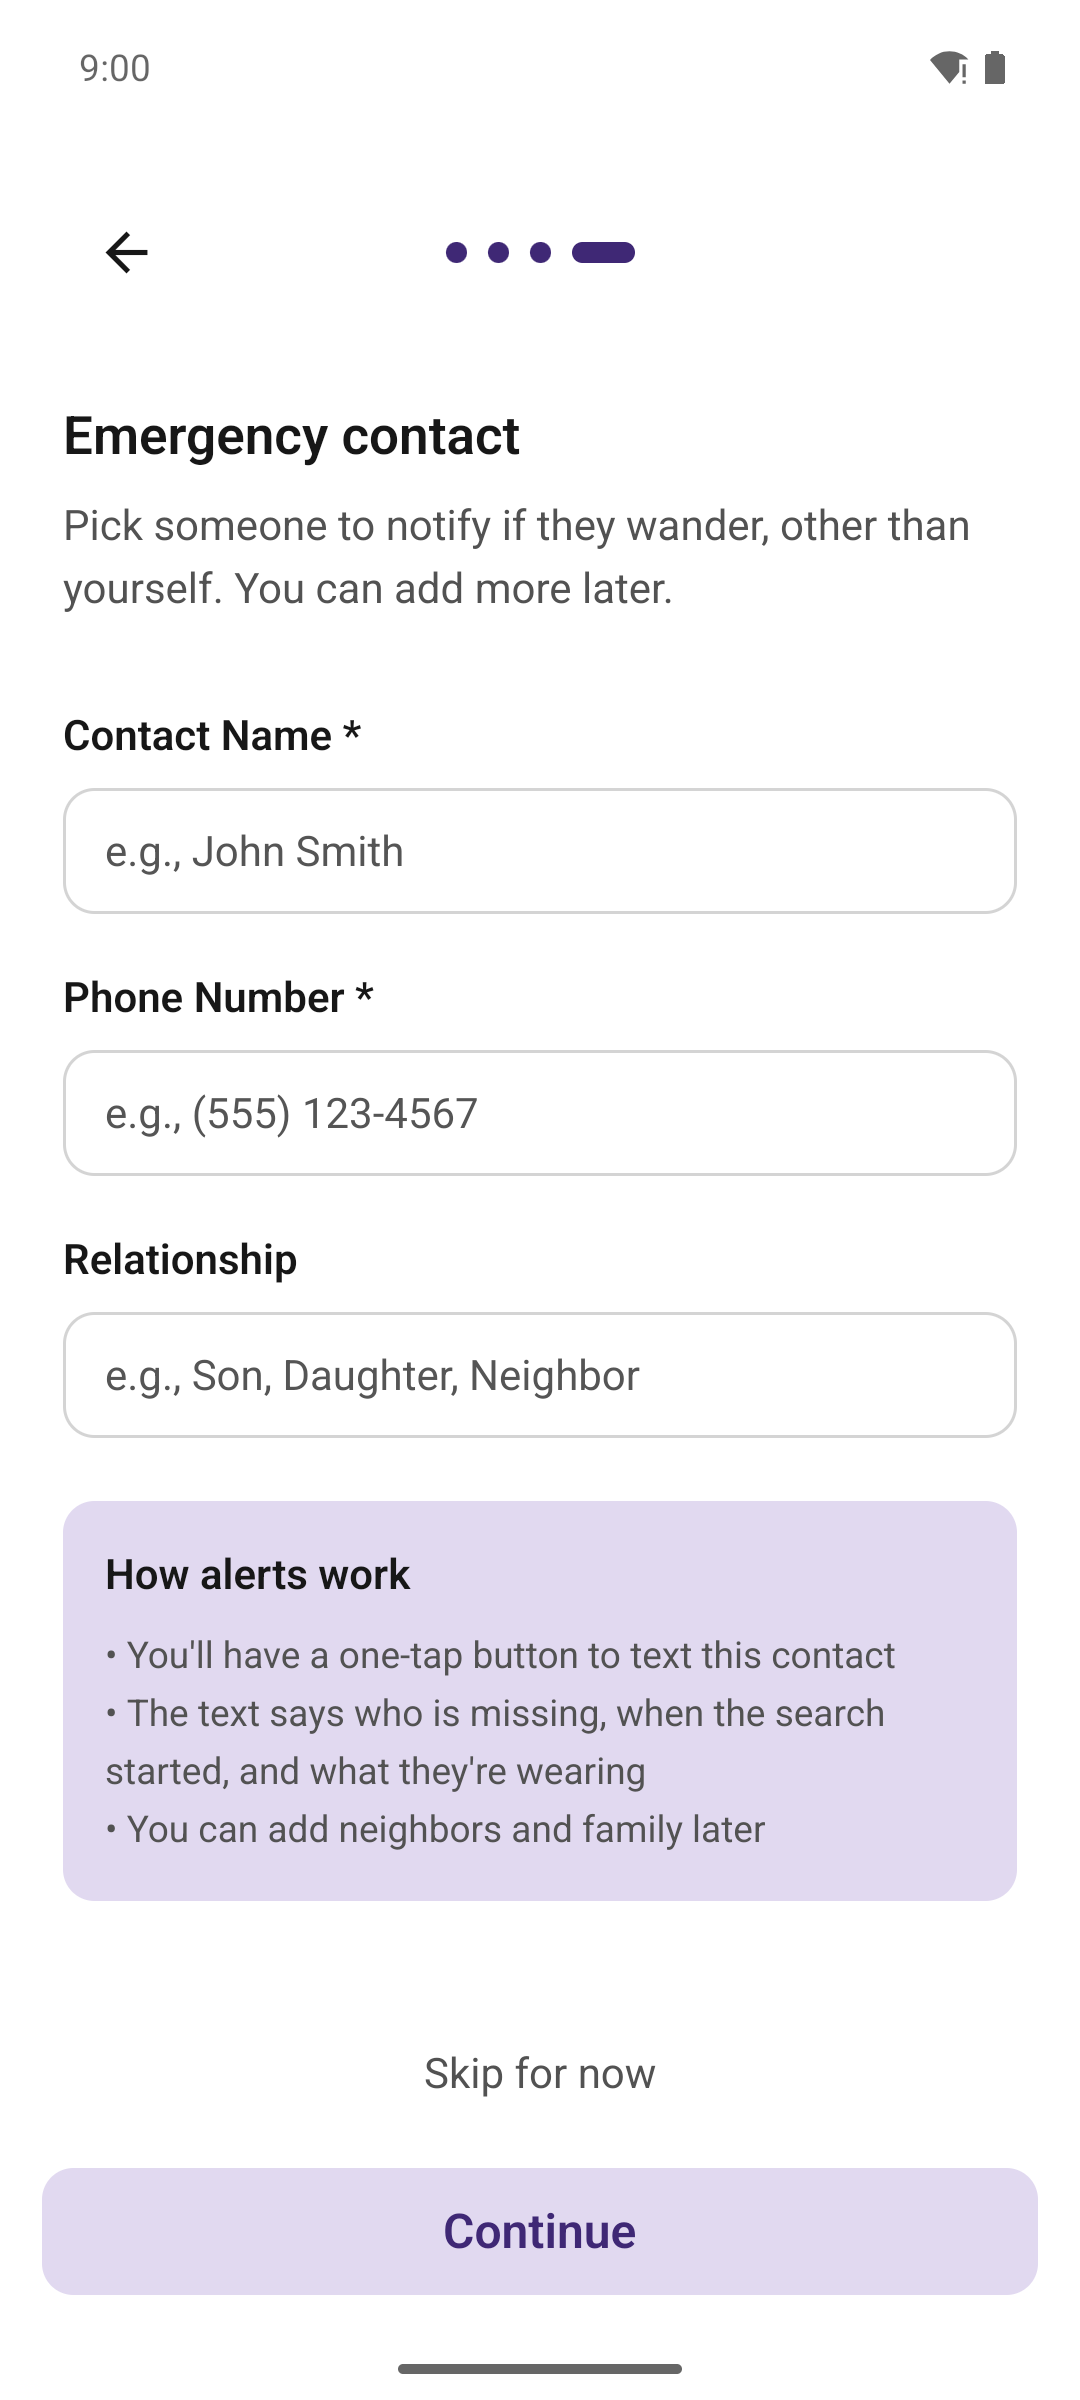 9:00
Emergency contact
Pick someone to notify if they wander, other than
yourself. You can add more later.
Contact Name *
e.g., John Smith
Phone Number *
e.g., (555) 123-4567
Relationship
e.g., Son, Daughter, Neighbor
How alerts work
• You'll have a one-tap button to text this contact
• The text says who is missing, when the search
started, and what they're wearing
• You can add neighbors and family later
Skip for now
Continue